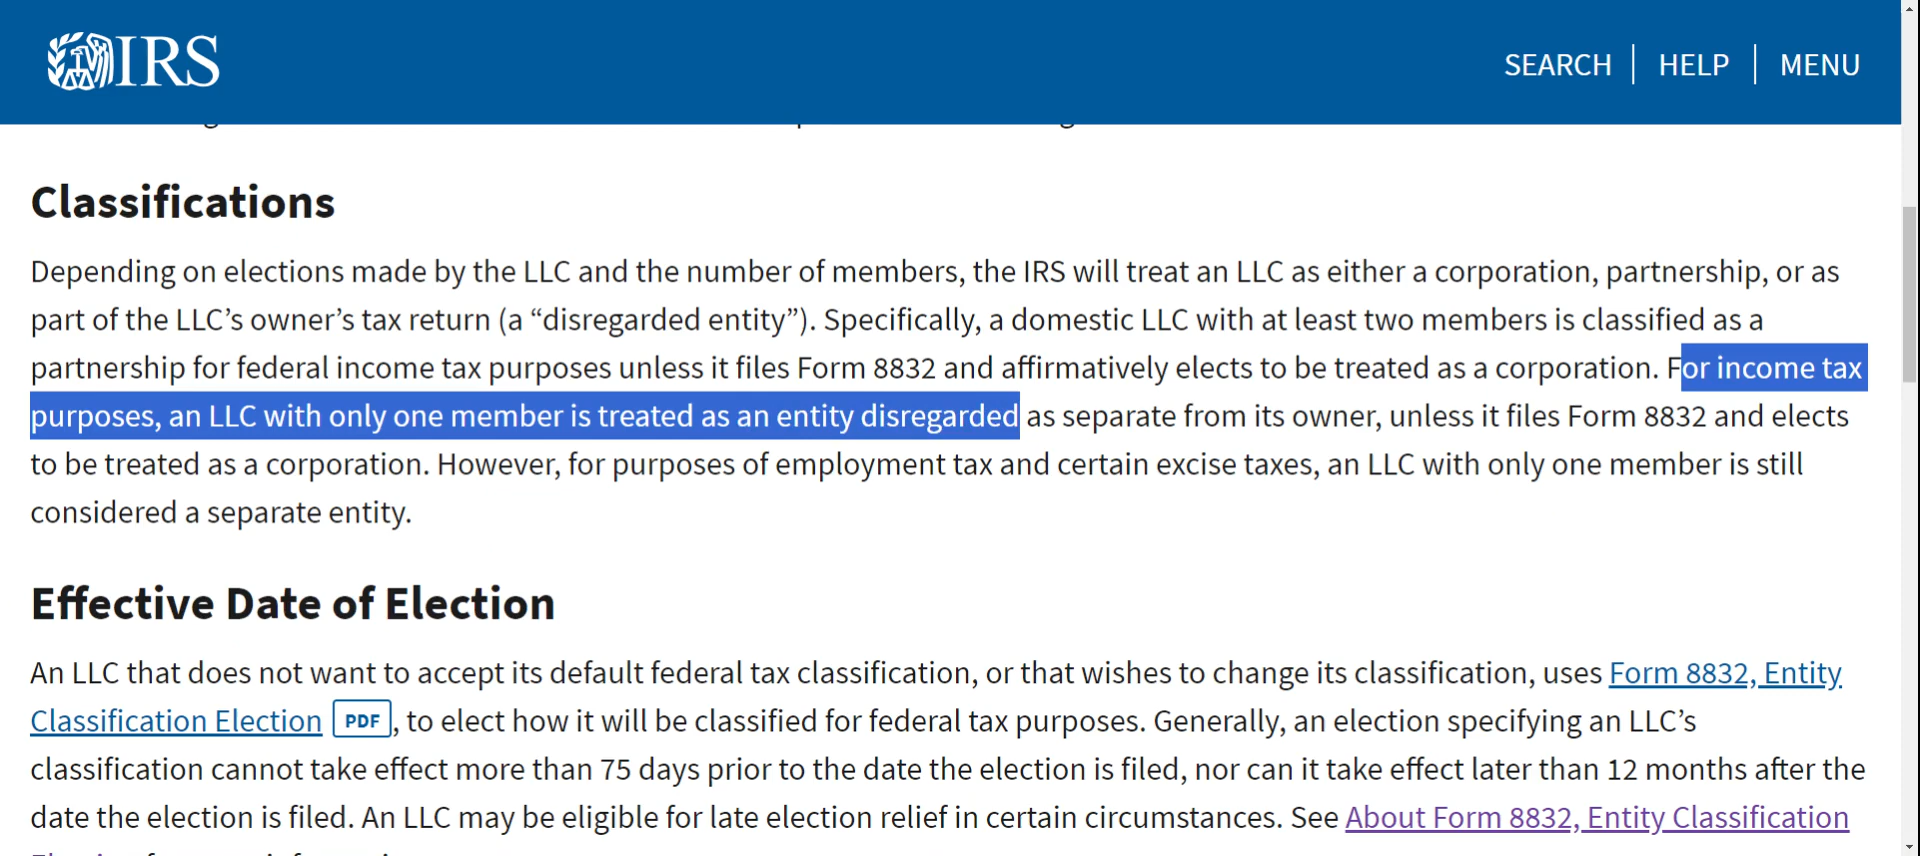 IRS
SEARCH
HELP
MENU
Classifications
Depending on elections made by the LLC and the number of members, the IRS will treat an LLC as either a corporation, partnership, or as
part of the LLC’s owner’s tax return (a “disregarded entity”). Specifically, a domestic LLC with at least two members is classified as a
partnership for federal income tax purposes unless it files Form 8832 and affirmatively elects to be treated as a corporation. For income tax
purposes, an LLC with only one member is treated as an entity disregarded as separate from its owner, unless it files Form 8832 and elects
to be treated as a corporation. However, for purposes of employment tax and certain excise taxes, an LLC with only one member is still
considered a separate entity.
Effective Date of Election
An LLC that does not want to accept its default federal tax classification, or that wishes to change its classification, uses Form 8832, Entity
Classification Election PDF, to elect how it will be classified for federal tax purposes. Generally, an election specifying an LLC’s
classification cannot take effect more than 75 days prior to the date the election is filed, nor can it take effect later than 12 months after the
date the election is filed. An LLC may be eligible for late election relief in certain circumstances. See About Form 8832, Entity Classification